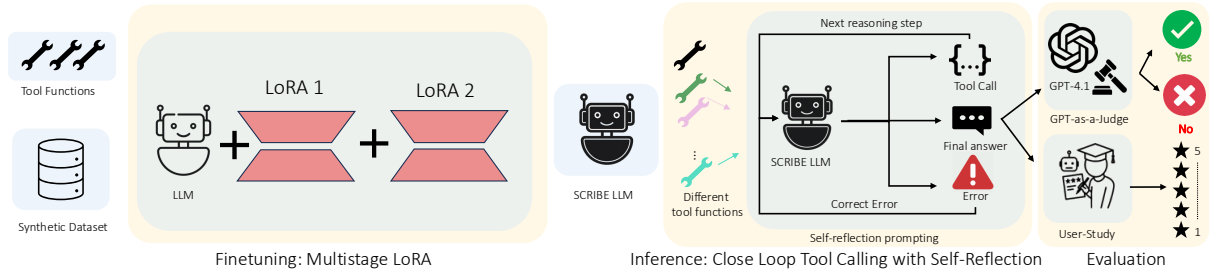 Tool Functions
Synthetic Dataset
LoRA 1
LoRA 2
LLM
Finetuning: Multistage LoRA
SCRIBE LLM
Different
tool functions
Next reasoning step
SCRIBE LLM
{...}
Tool Call
Final answer
Error
Correct Error
Self-reflection prompting
Inference: Close Loop Tool Calling with Self-Reflection
GPT-4.1
GPT-as-a-Judge
Yes
No
User-Study
5
1
Evaluation